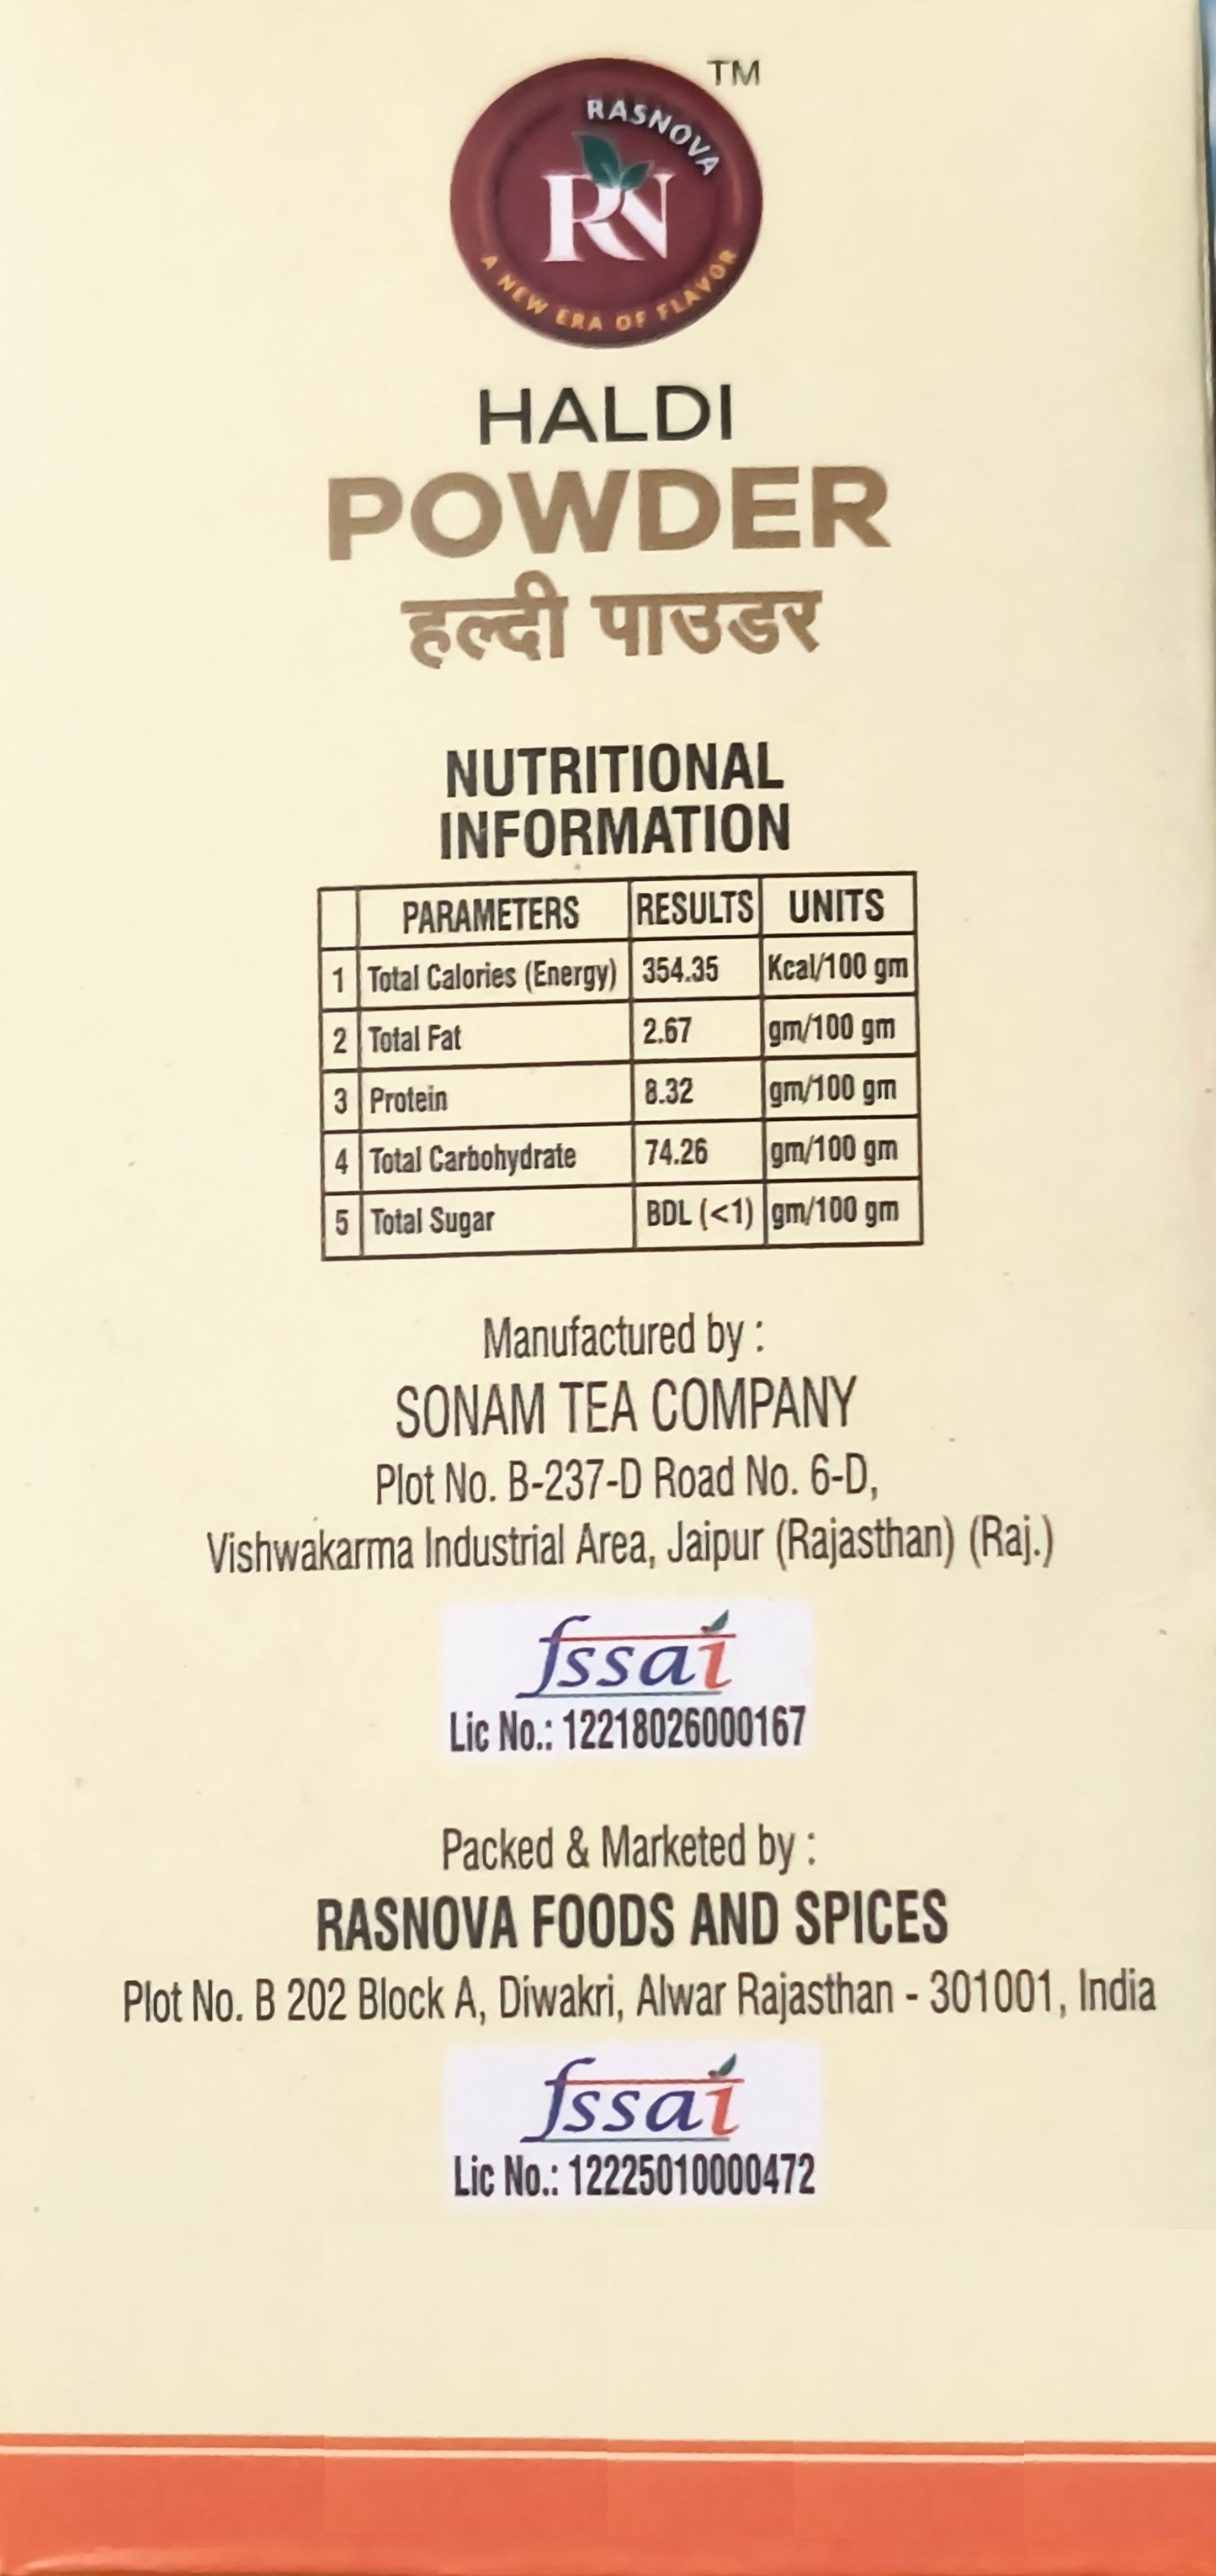 TM
RASNOVA
RN
A NEW ERA OF FLAVOR
HALDI
POWDER
हल्दी पाउडर
NUTRITIONAL
INFORMATION
PARAMETERS RESULTS UNITS
1 Total Calories (Energy) 354.35 Kcal/100 gm
2 Total Fat 2.67 gm/100 gm
3 Protein 8.32 gm/100 gm
4 Total Carbohydrate 74.26 gm/100 gm
5 Total Sugar BDL (<1) gm/100 gm
Manufactured by :
SONAM TEA COMPANY
Plot No. B-237-D Road No. 6-D,
Vishwakarma Industrial Area, Jaipur (Rajasthan) (Raj.)
fssai
Lic No.: 12218026000167
Packed & Marketed by :
RASNOVA FOODS AND SPICES
Plot No. B 202 Block A, Diwakri, Alwar Rajasthan - 301001, India
fssai
Lic No.: 12225010000472